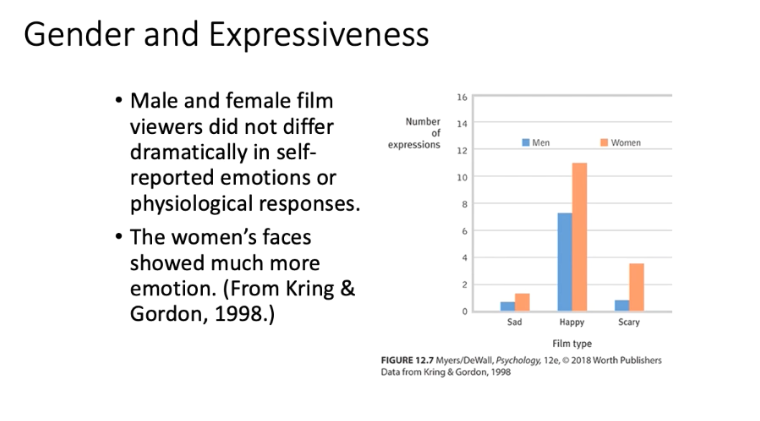 Gender and Expressiveness
• Male and female film
viewers did not differ
dramatically in self-
reported emotions or
physiological responses.
• The women’s faces
showed much more
emotion. (From Kring &
Gordon, 1998.)
Number
of
expressions
16
14
12
10
8
6
4
2
0
Men
Women
Sad
Happy
Scary
Film type
FIGURE 12.7 Myers/DeWall, Psychology, 12e, © 2018 Worth Publishers
Data from Kring & Gordon, 1998